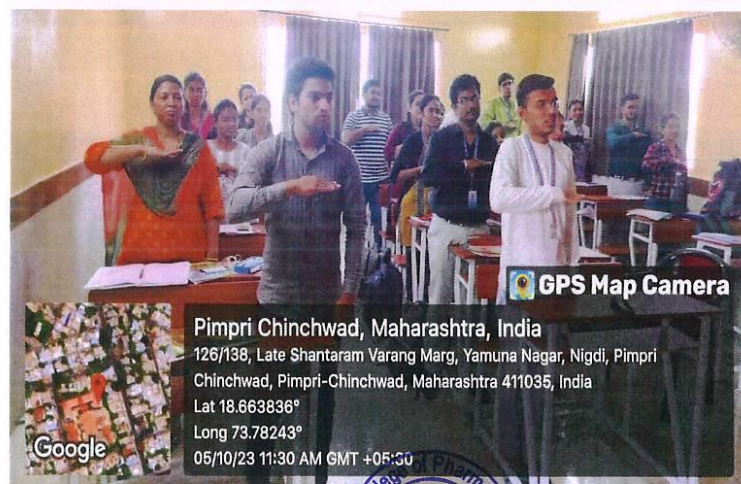 GPS Map Camera
Pimpri Chinchwad, Maharashtra, India
126/138, Late Shantaram Varang Marg, Yamuna Nagar, Nigdi, Pimpri
Chinchwad, Pimpri-Chinchwad, Maharashtra 411035, India
Lat 18.663836°
Long 73.78243°
05/10/23 11:30 AM GMT +05:30
Google
of Pharm